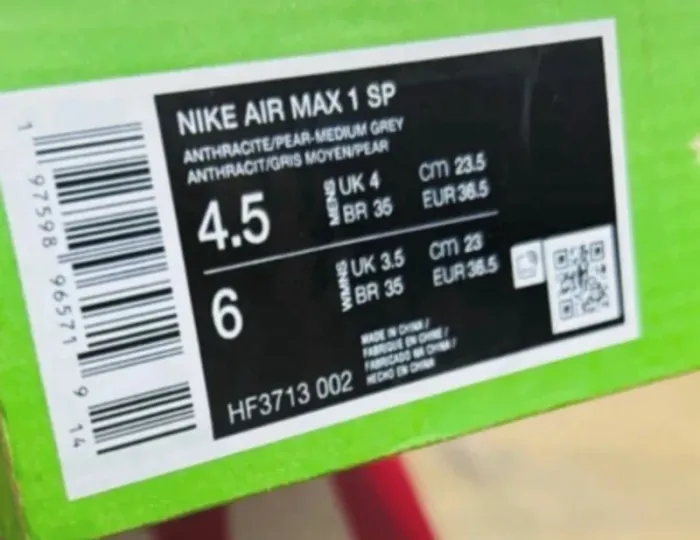 NIKE AIR MAX 1 SP
ANTHRACITE/PEAR-MEDIUM GREY
ANTHRACIT/GRIS MOYEN/PEAR
4.5
MENS
UK 4
BR 35
cm 23.5
EUR 36.5
6
WMNS
UK 3.5
BR 35
cm 23
EUR 36.5
MADE IN CHINA /
FABRIQUE EN CHINE /
FABRICADO NA CHINA /
HECHO EN CHINA
HF3713 002
1 97598 96571 9 14